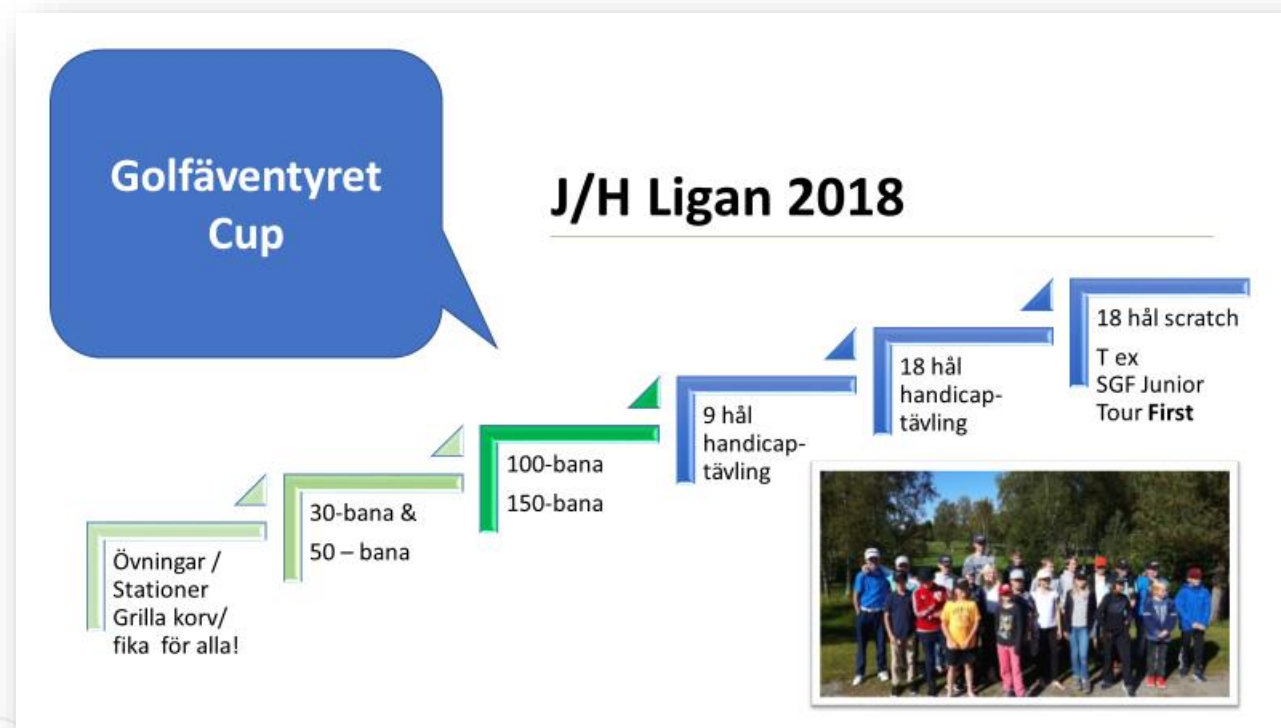 Golfäventyret
Cup
J/H Ligan 2018
Övningar /
Stationer
Grilla korv/
fika för alla!
30-bana &
50 – bana
100-bana
150-bana
9 hål
handicap-
tävling
18 hål
handicap-
tävling
18 hål scratch
T ex
SGF Junior
Tour First